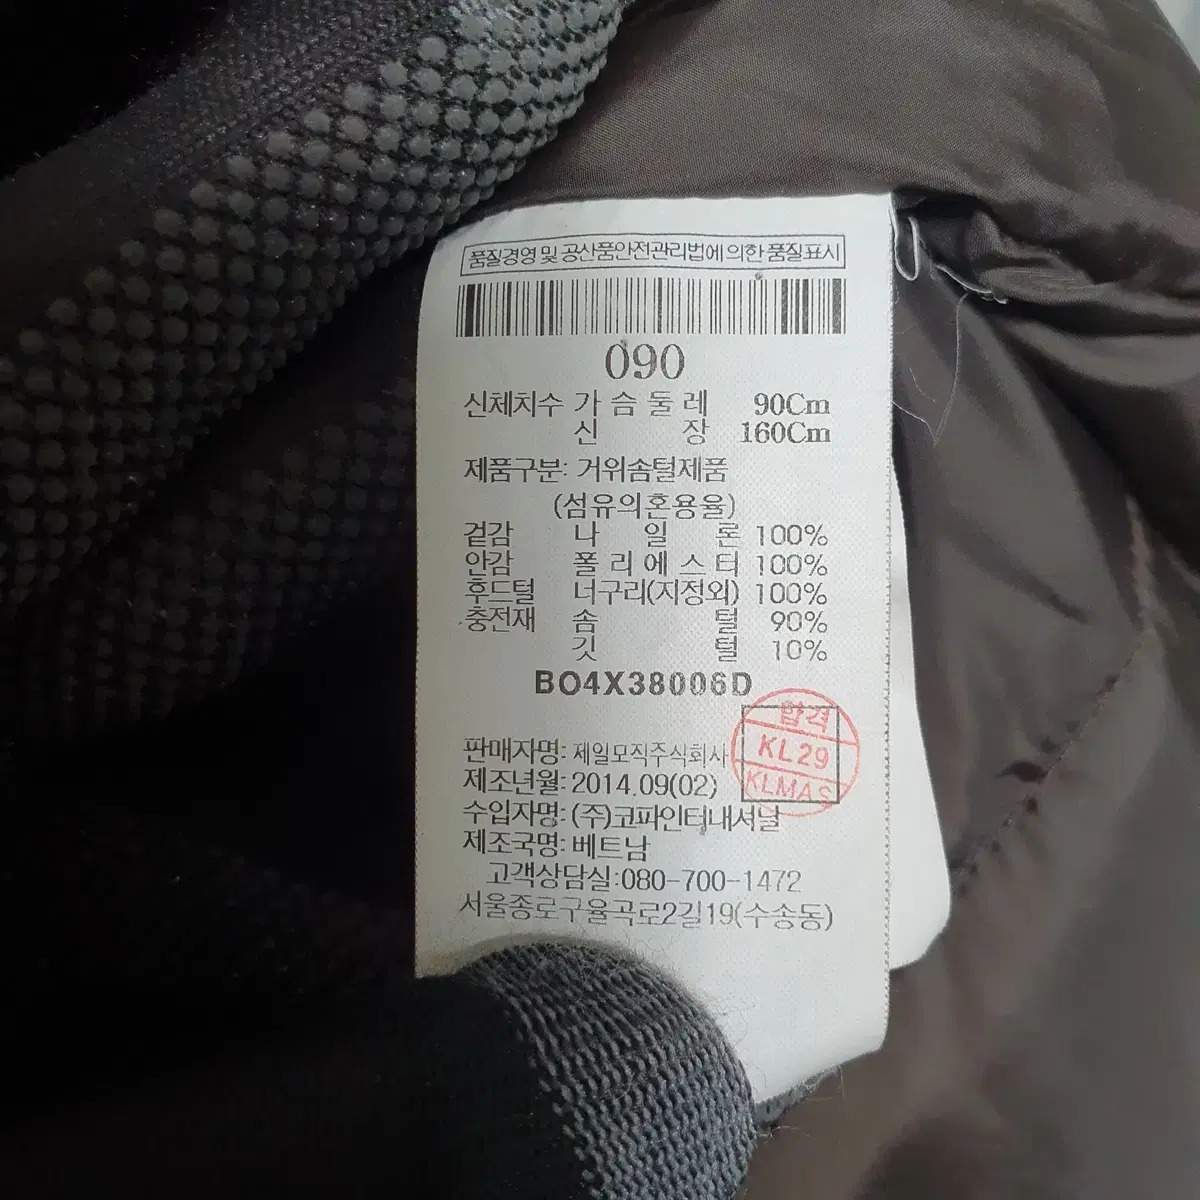 품질경영 및 공산품안전관리법에 의한 품질표시
090
신체치수 가슴둘레 90Cm
신장 160Cm
제품구분: 거위솜털제품
(섬유의혼용율)
겉감 나일론 100%
안감 폴리에스터 100%
후드털 너구리(지정외) 100%
충전재 솜털 90%
깃털 10%
BO4X38006D
합격
KL29
KLMAS
판매자명: 제일모직주식회사
제조년월: 2014.09(02)
수입자명: (주)코파인터내셔날
제조국명: 베트남
고객상담실:080-700-1472
서울종로구율곡로2길19(수송동)